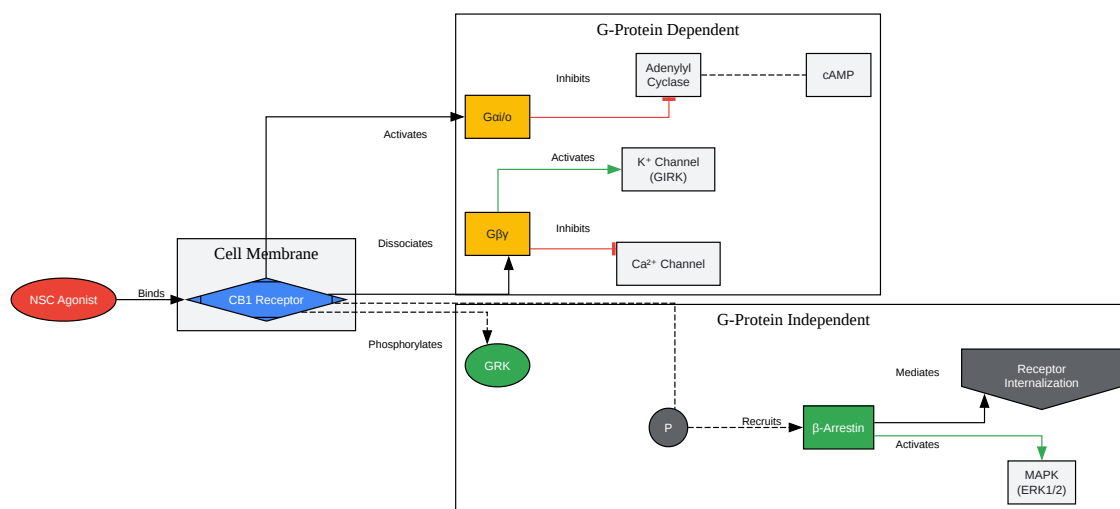 G-Protein Dependent
Adenylyl
Cyclase
cAMP
Inhibits
Gαi/o
Activates
Activates
K⁺ Channel
(GIRK)
Gβγ
Inhibits
Dissociates
Ca²⁺ Channel
Cell Membrane
NSC Agonist
Binds
CB1 Receptor
G-Protein Independent
Phosphorylates
GRK
Mediates
Receptor
Internalization
P
Recruits
β-Arrestin
Activates
MAPK
(ERK1/2)